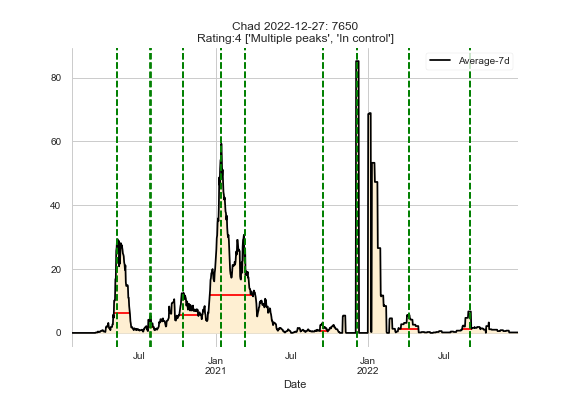 Chad 2022-12-27: 7650
Rating:4 ['Multiple peaks', 'In control']
Average-7d
80
60
40
20
0
Jul
Jan
2021
Jul
Jan
2022
Jul
Date